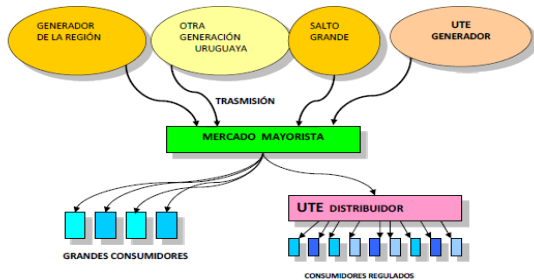 GENERADOR
DE LA REGIÓN
OTRA
GENERACIÓN
URUGUAYA
SALTO
GRANDE
UTE
GENERADOR
TRASMISIÓN
MERCADO MAYORISTA
UTE DISTRIBUIDOR
GRANDES CONSUMIDORES
CONSUMIDORES REGULADOS